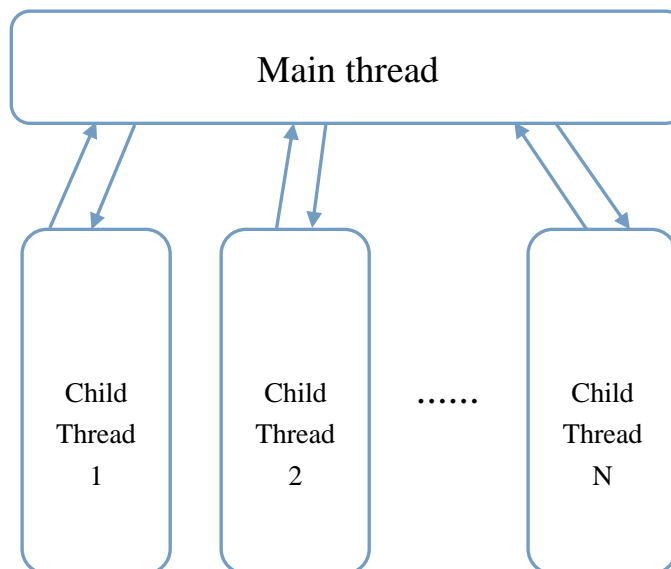 Main thread
Child
Thread
1
Child
Thread
2
......
Child
Thread
N